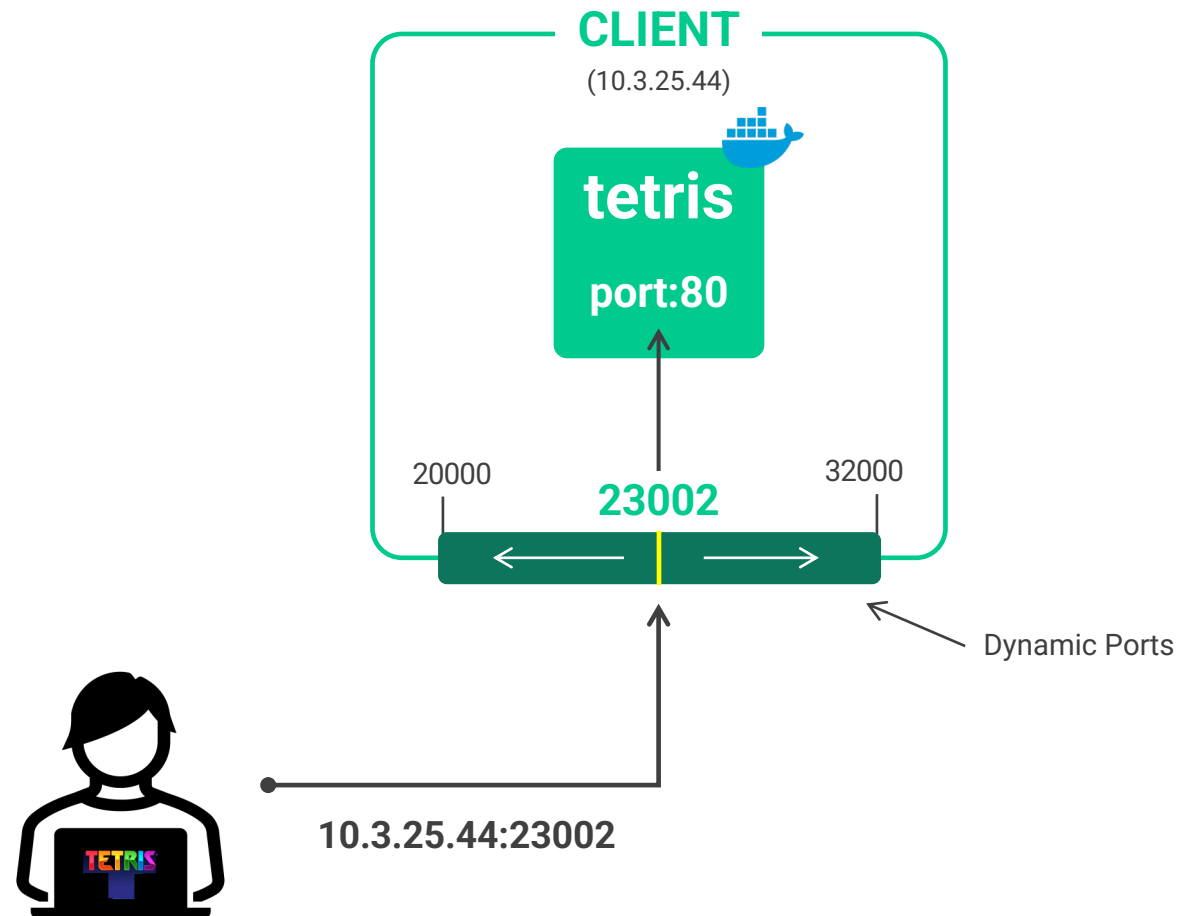 CLIENT
(10.3.25.44)
tetris
port:80
20000
32000
23002
Dynamic Ports
10.3.25.44:23002
TETRIS